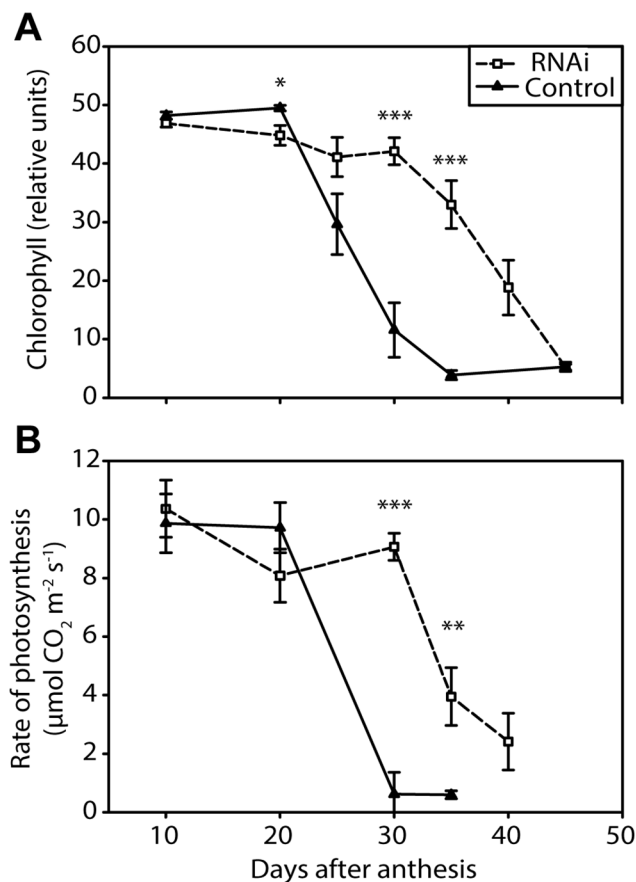 A
RNAi
Control
Chlorophyll (relative units)
60
50
40
30
20
10
0
*
***
***
B
Rate of photosynthesis
(μmol CO₂ m⁻² s⁻¹)
12
10
8
6
4
2
0
***
**
10 20 30 40 50
Days after anthesis